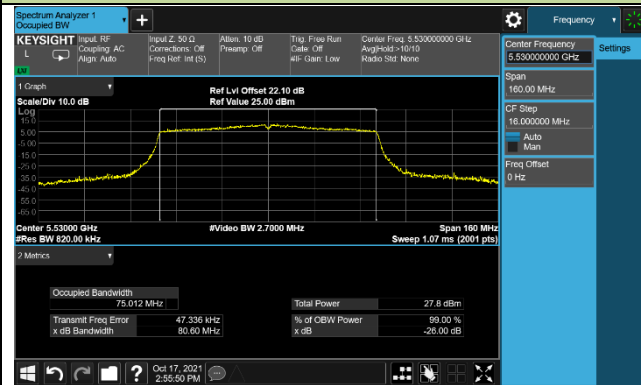 Spectrum Analyzer 1
Occupied BW
Frequency
KEYSIGHT
L
Input: RF
Coupling: AC
Align: Auto
Input Z: 50 Ω
Corrections: Off
Freq Ref: Int (S)
Atten: 10 dB
Preamp: Off
Trig: Free Run
Gate: Off
#IF Gain: Low
Center Freq: 5.530000000 GHz
Avg|Hold:>10/10
Radio Std: None
Center Frequency
5.530000000 GHz
Settings
Span
160.00 MHz
CF Step
16.000000 MHz
Auto
Man
Freq Offset
0 Hz
1 Graph
Scale/Div 10.0 dB
Ref Lvl Offset 22.10 dB
Ref Value 25.00 dBm
Log
15.0
5.00
-5.00
-15.0
-25.0
-35.0
-45.0
-55.0
-65.0
Center 5.53000 GHz
#Video BW 2.7000 MHz
Span 160 MHz
#Res BW 820.00 kHz
Sweep 1.07 ms (2001 pts)
2 Metrics
Occupied Bandwidth
75.012 MHz
Total Power
27.8 dBm
Transmit Freq Error
47.336 kHz
% of OBW Power
99.00 %
x dB Bandwidth
80.60 MHz
x dB
-26.00 dB
?
Oct 17, 2021
2:55:50 PM